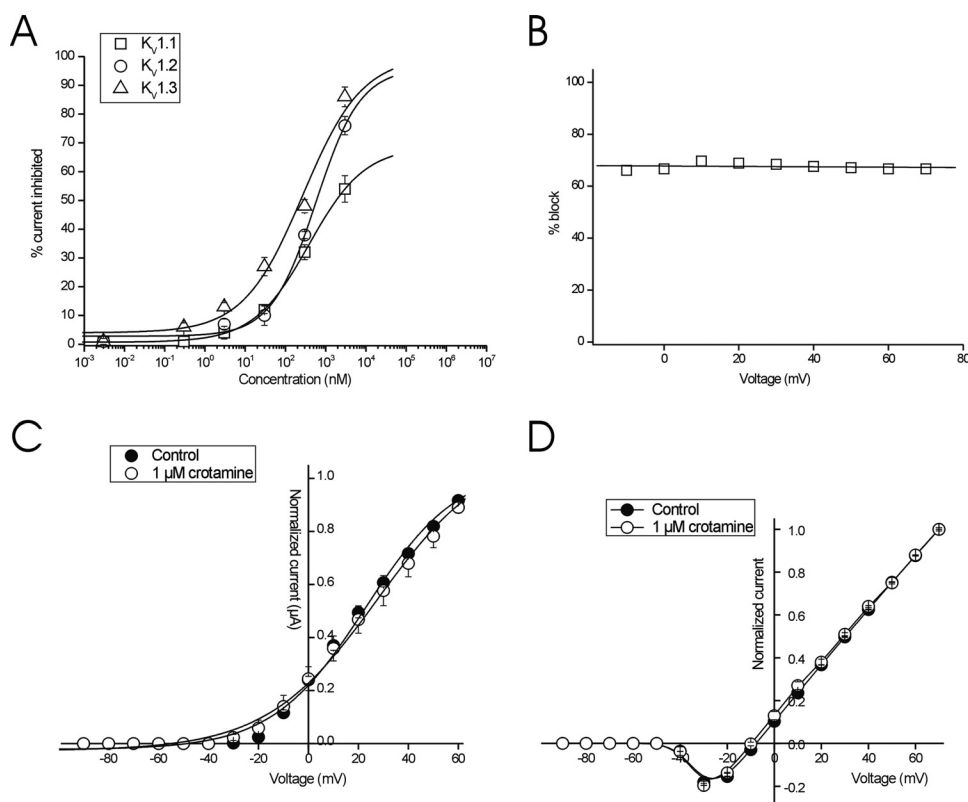 A
K_V1.1
K_V1.2
K_V1.3
% current inhibited
100
90
80
70
60
50
40
30
20
10
0
10⁻³ 10⁻² 10⁻¹ 10⁰ 10¹ 10² 10³ 10⁴ 10⁵ 10⁶ 10⁷
Concentration (nM)
B
% block
100
80
60
40
20
0
0 20 40 60 80
Voltage (mV)
C
Control
1 µM crotamine
Normalized current (µA)
1.0
0.8
0.6
0.4
0.2
0.0
-80 -60 -40 -20 0 20 40 60
Voltage (mV)
D
Control
1 µM crotamine
Normalized current
1.0
0.8
0.6
0.4
0.2
0.0
-0.2
-80 -60 -40 -20 0 20 40 60
Voltage (mV)